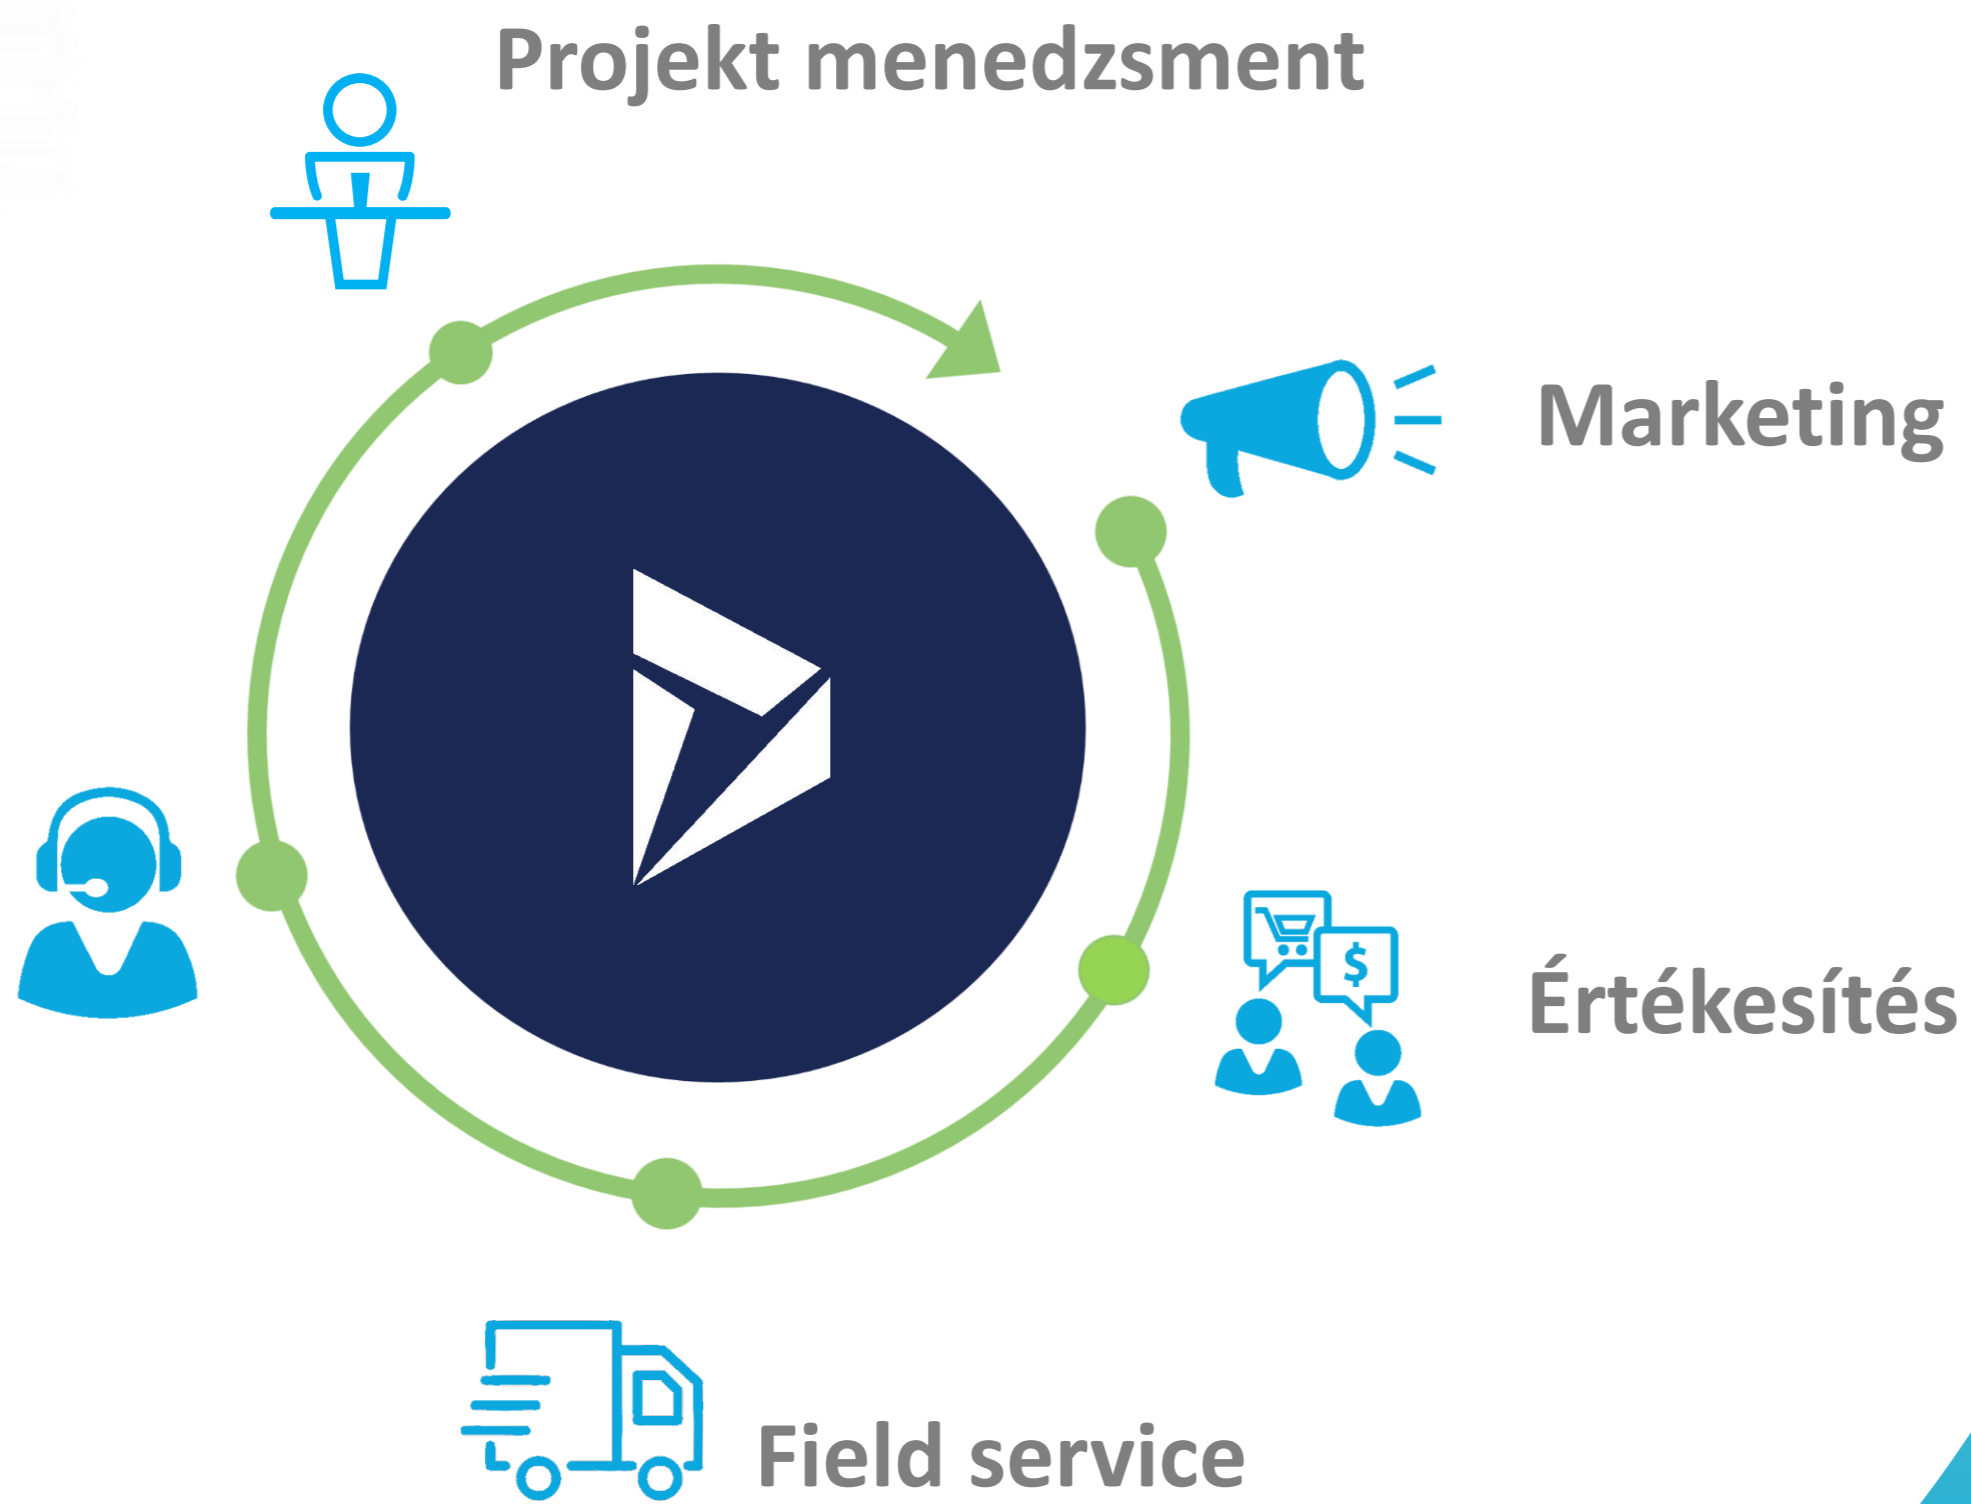 Projekt menedzsment
Marketing
$
Értékesítés
Field service